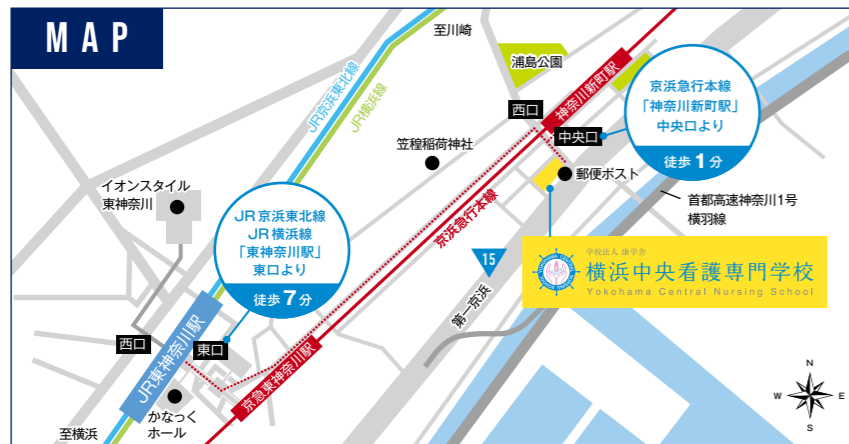 MAP
至川崎
浦島公園
神奈川新町駅
西口
中央口
京浜急行本線
「神奈川新町駅」
中央口より
徒歩 1 分
JR京浜東北線
JR横浜線
笠䅣稲荷神社
郵便ポスト
首都高速神奈川1号
横羽線
イオンスタイル
東神奈川
JR 京浜東北線
JR 横浜線
「東神奈川駅」
東口より
徒歩 7 分
京浜急行本線
15
第一京浜
学校法人 康学舎
横浜中央看護専門学校
Yokohama Central Nursing School
西口
東口
JR東神奈川駅
京急東神奈川駅
かなっく
ホール
至横浜
N
W
E
S